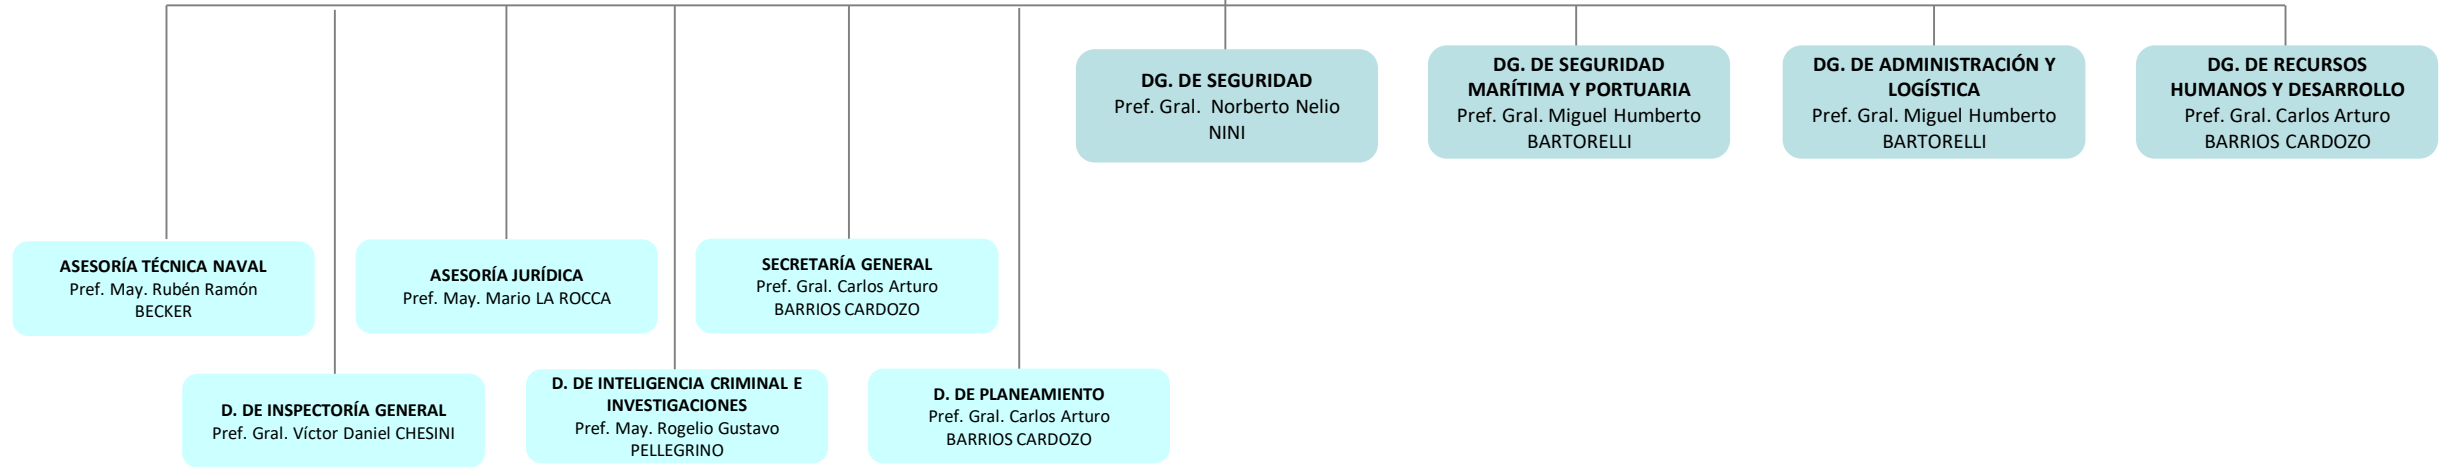 DG. DE SEGURIDAD
Pref. Gral. Norberto Nelio
NINI
DG. DE SEGURIDAD
MARÍTIMA Y PORTUARIA
Pref. Gral. Miguel Humberto
BARTORELLI
DG. DE ADMINISTRACIÓN Y
LOGÍSTICA
Pref. Gral. Miguel Humberto
BARTORELLI
DG. DE RECURSOS
HUMANOS Y DESARROLLO
Pref. Gral. Carlos Arturo
BARRIOS CARDOZO
ASESORÍA TÉCNICA NAVAL
Pref. May. Rubén Ramón
BECKER
ASESORÍA JURÍDICA
Pref. May. Mario LA ROCCA
SECRETARÍA GENERAL
Pref. Gral. Carlos Arturo
BARRIOS CARDOZO
D. DE INSPECTORÍA GENERAL
Pref. Gral. Víctor Daniel CHESINI
D. DE INTELIGENCIA CRIMINAL E
INVESTIGACIONES
Pref. May. Rogelio Gustavo
PELLEGRINO
D. DE PLANEAMIENTO
Pref. Gral. Carlos Arturo
BARRIOS CARDOZO